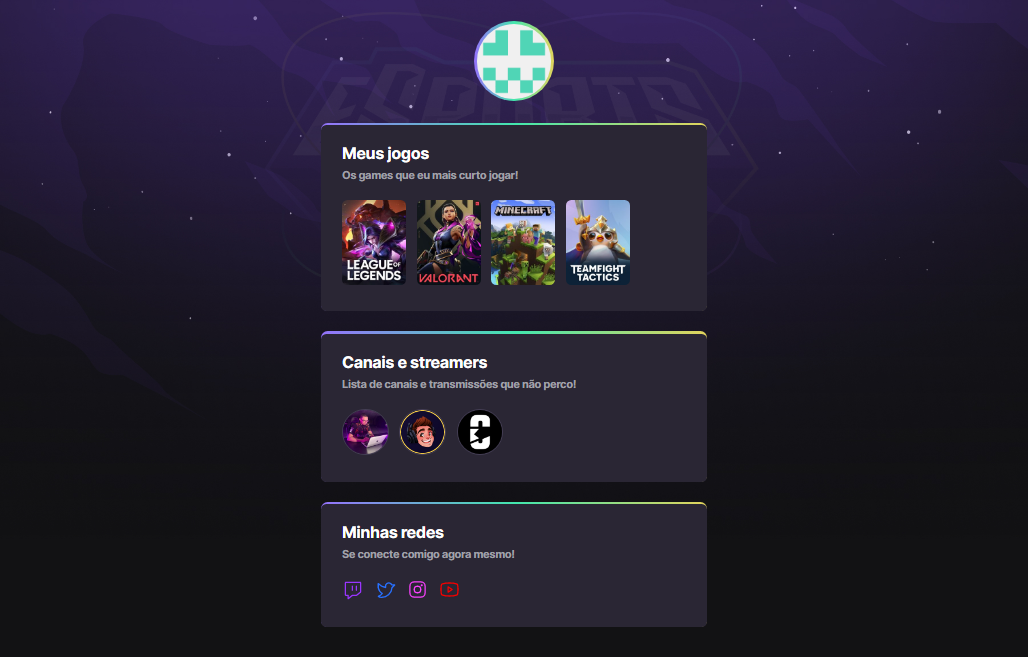 ESPORTS
Meus jogos
Os games que eu mais curto jogar!
LEAGUE OF
LEGENDS
VALORANT
MINECRAFT
TEAMFIGHT
TACTICS
Canais e streamers
Lista de canais e transmissões que não perco!
Minhas redes
Se conecte comigo agora mesmo!